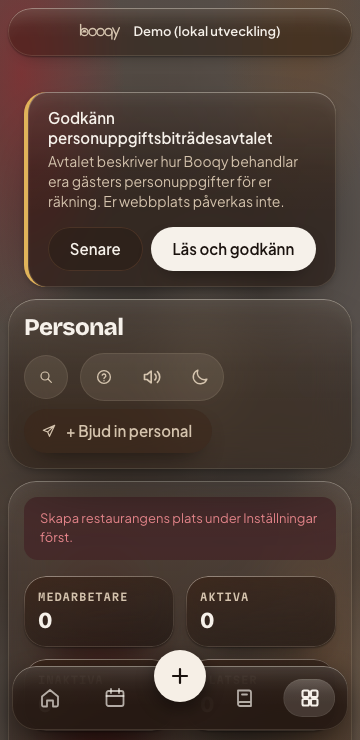 booqy Demo (lokal utveckling)
Godkänn
personuppgiftsbiträdesavtalet
Avtalet beskriver hur Booqy behandlar
era gästers personuppgifter för er
räkning. Er webbplats påverkas inte.
Senare Läs och godkänn
Personal
+ Bjud in personal
Skapa restaurangens plats under Inställningar
först.
MEDARBETARE AKTIVA
0 0